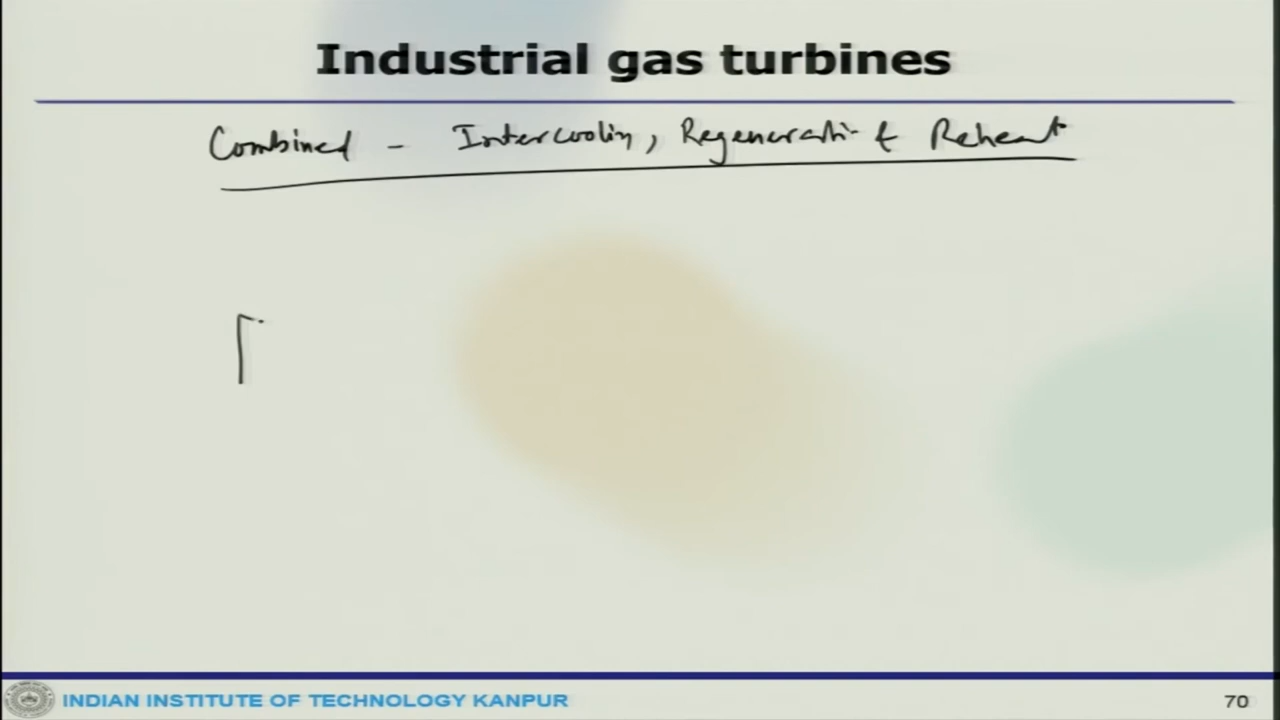 Industrial gas turbines
Combined - Intercooling, Regeneration & Reheat
INDIAN INSTITUTE OF TECHNOLOGY KANPUR
70